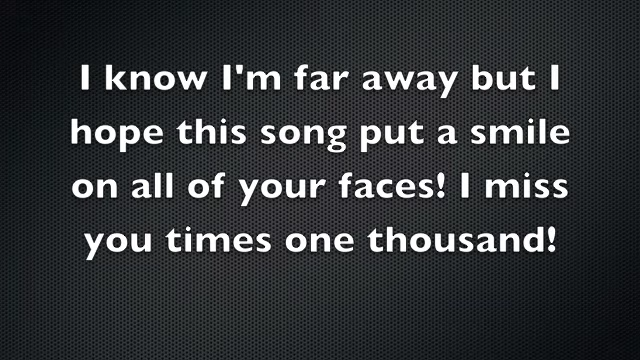 I know I'm far away but I
hope this song put a smile
on all of your faces! I miss
you times one thousand!